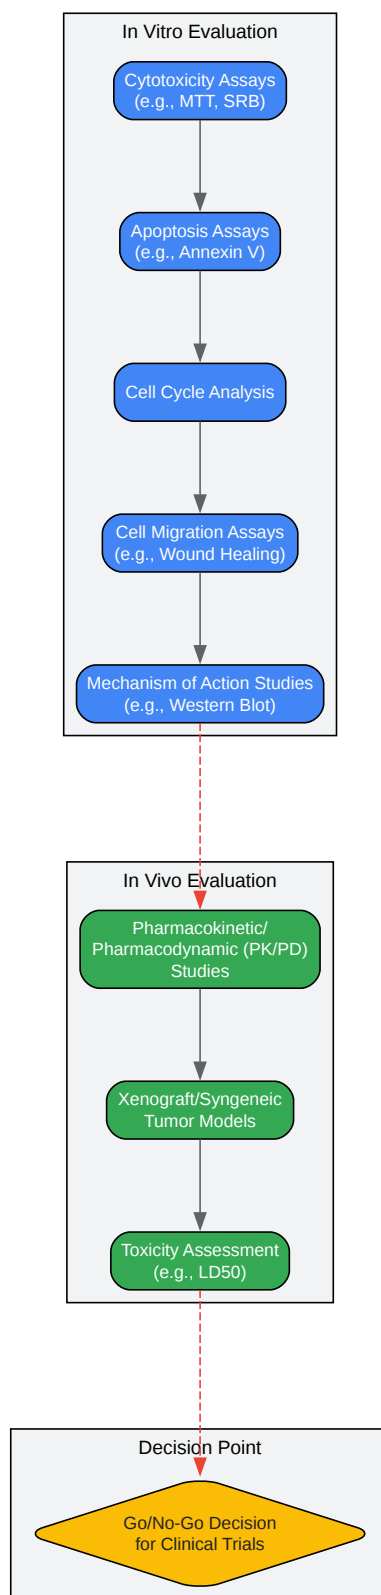 In Vitro Evaluation
Cytotoxicity Assays
(e.g., MTT, SRB)
Apoptosis Assays
(e.g., Annexin V)
Cell Cycle Analysis
Cell Migration Assays
(e.g., Wound Healing)
Mechanism of Action Studies
(e.g., Western Blot)
In Vivo Evaluation
Pharmacokinetic/
Pharmacodynamic (PK/PD)
Studies
Xenograft/Syngeneic
Tumor Models
Toxicity Assessment
(e.g., LD50)
Decision Point
Go/No-Go Decision
for Clinical Trials